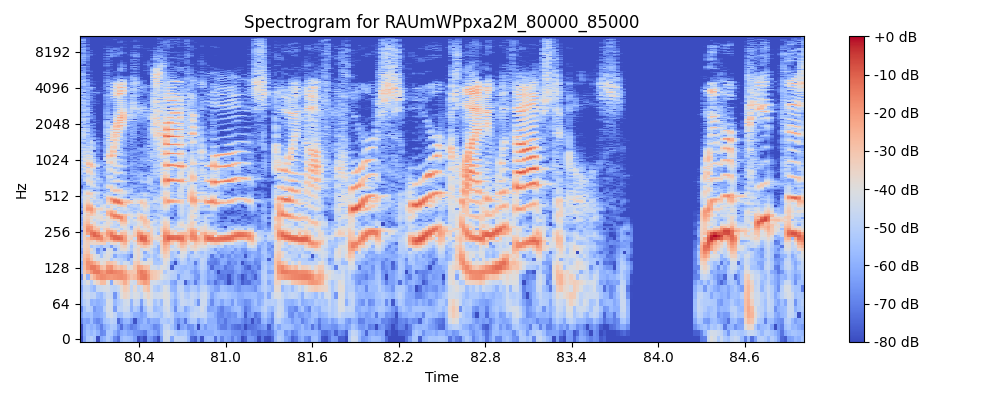 Spectrogram for RAUmWPpxa2M_80000_85000
8192
4096
2048
1024
512
256
128
64
0
Hz
80.4 81.0 81.6 82.2 82.8 83.4 84.0 84.6
Time
+0 dB
-10 dB
-20 dB
-30 dB
-40 dB
-50 dB
-60 dB
-70 dB
-80 dB